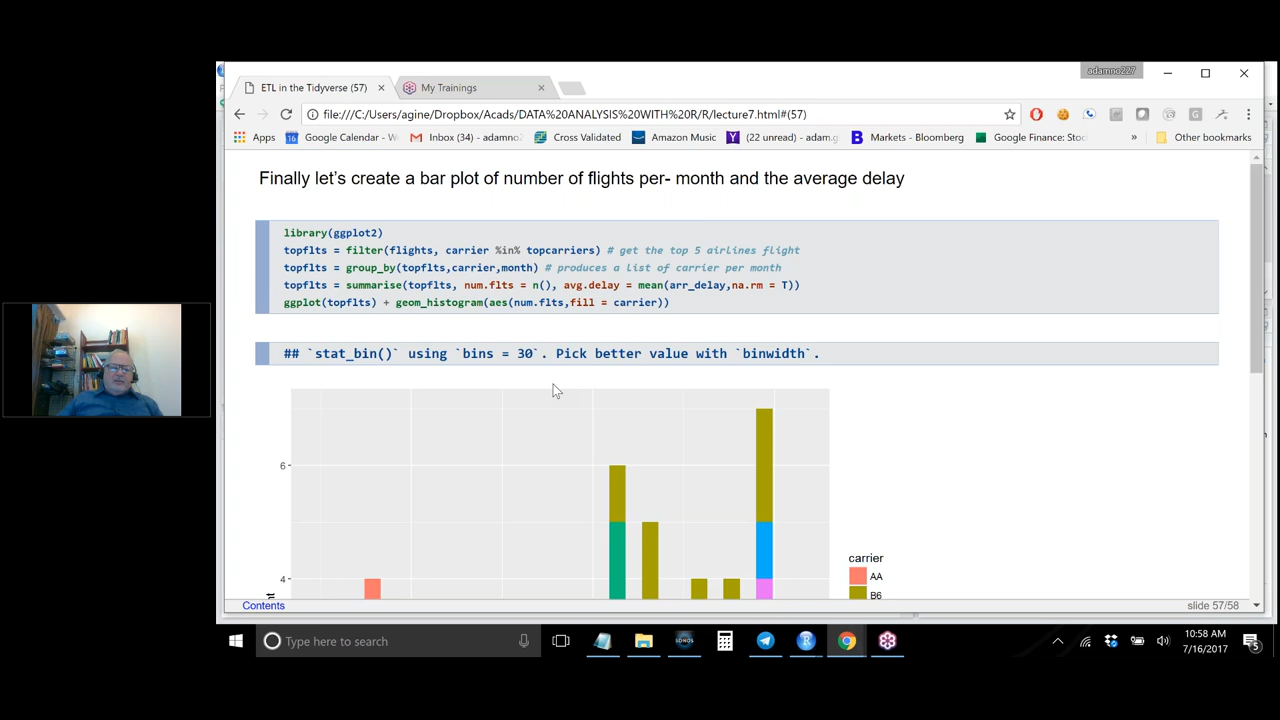 adamno227
ETL in the Tidyverse (57)
My Trainings
file:///C:/Users/agine/Dropbox/Acads/DATA%20ANALYSIS%20WITH%20R/R/lecture7.html#(57)
Apps
Google Calendar - W
Inbox (34) - adamno
Cross Validated
Amazon Music
(22 unread) - adam.g
Markets - Bloomberg
Google Finance: Stoc
»
Other bookmarks
Finally let's create a bar plot of number of flights per- month and the average delay
library(ggplot2)
topflts = filter(flights, carrier %in% topcarriers) # get the top 5 airlines flight
topflts = group_by(topflts,carrier,month) # produces a list of carrier per month
topflts = summarise(topflts, num.flts = n(), avg.delay = mean(arr_delay,na.rm = T))
ggplot(topflts) + geom_histogram(aes(num.flts,fill = carrier))
## `stat_bin()` using `bins = 30`. Pick better value with `binwidth`.
6
4
carrier
AA
B6
Contents
slide 57/58
Type here to search
SONOS
R
10:58 AM
7/16/2017
5